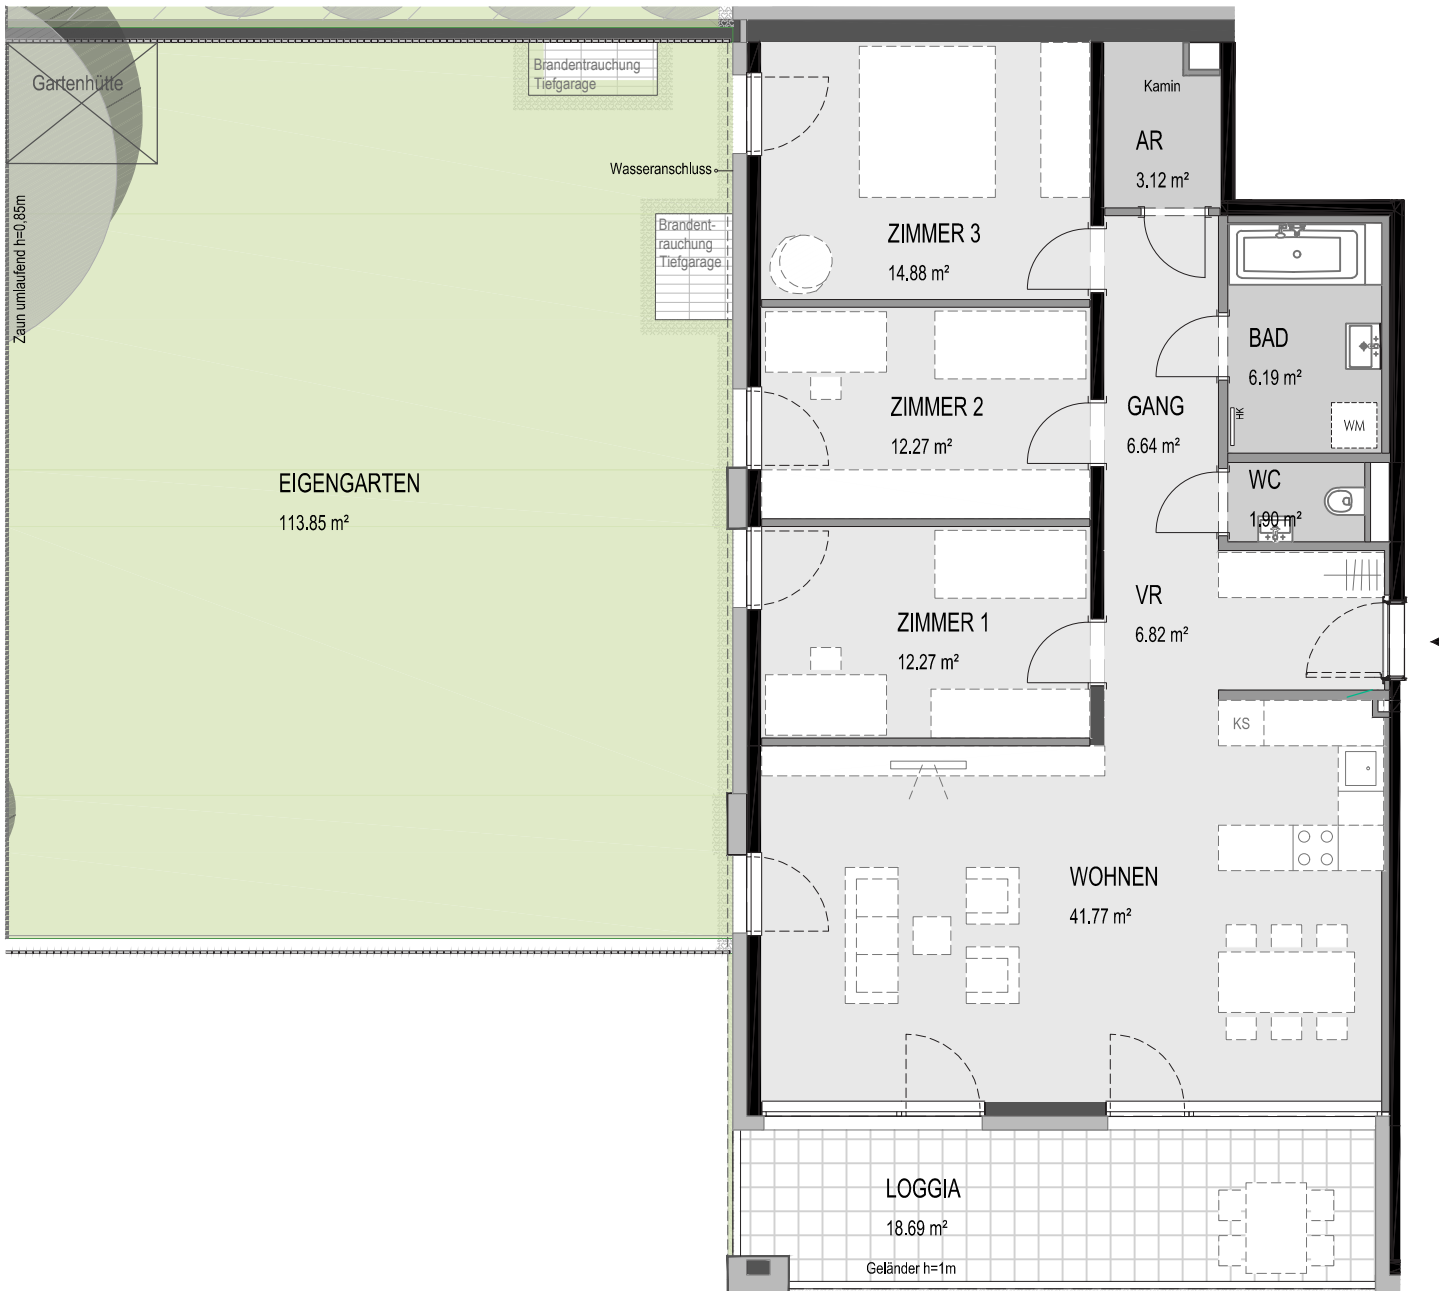 Gartenhütte
Brandentrauchung
Tiefgarage
Kamin
AR
3.12 m²
Wasseranschluss
Zaun umlaufend h=0,85m
Brandent-
rauchung
Tiefgarage
ZIMMER 3
14.88 m²
BAD
6.19 m²
HK
WM
ZIMMER 2
12.27 m²
GANG
6.64 m²
WC
1.90 m²
EIGENGARTEN
113.85 m²
ZIMMER 1
12.27 m²
VR
6.82 m²
KS
WOHNEN
41.77 m²
LOGGIA
18.69 m²
Geländer h=1m